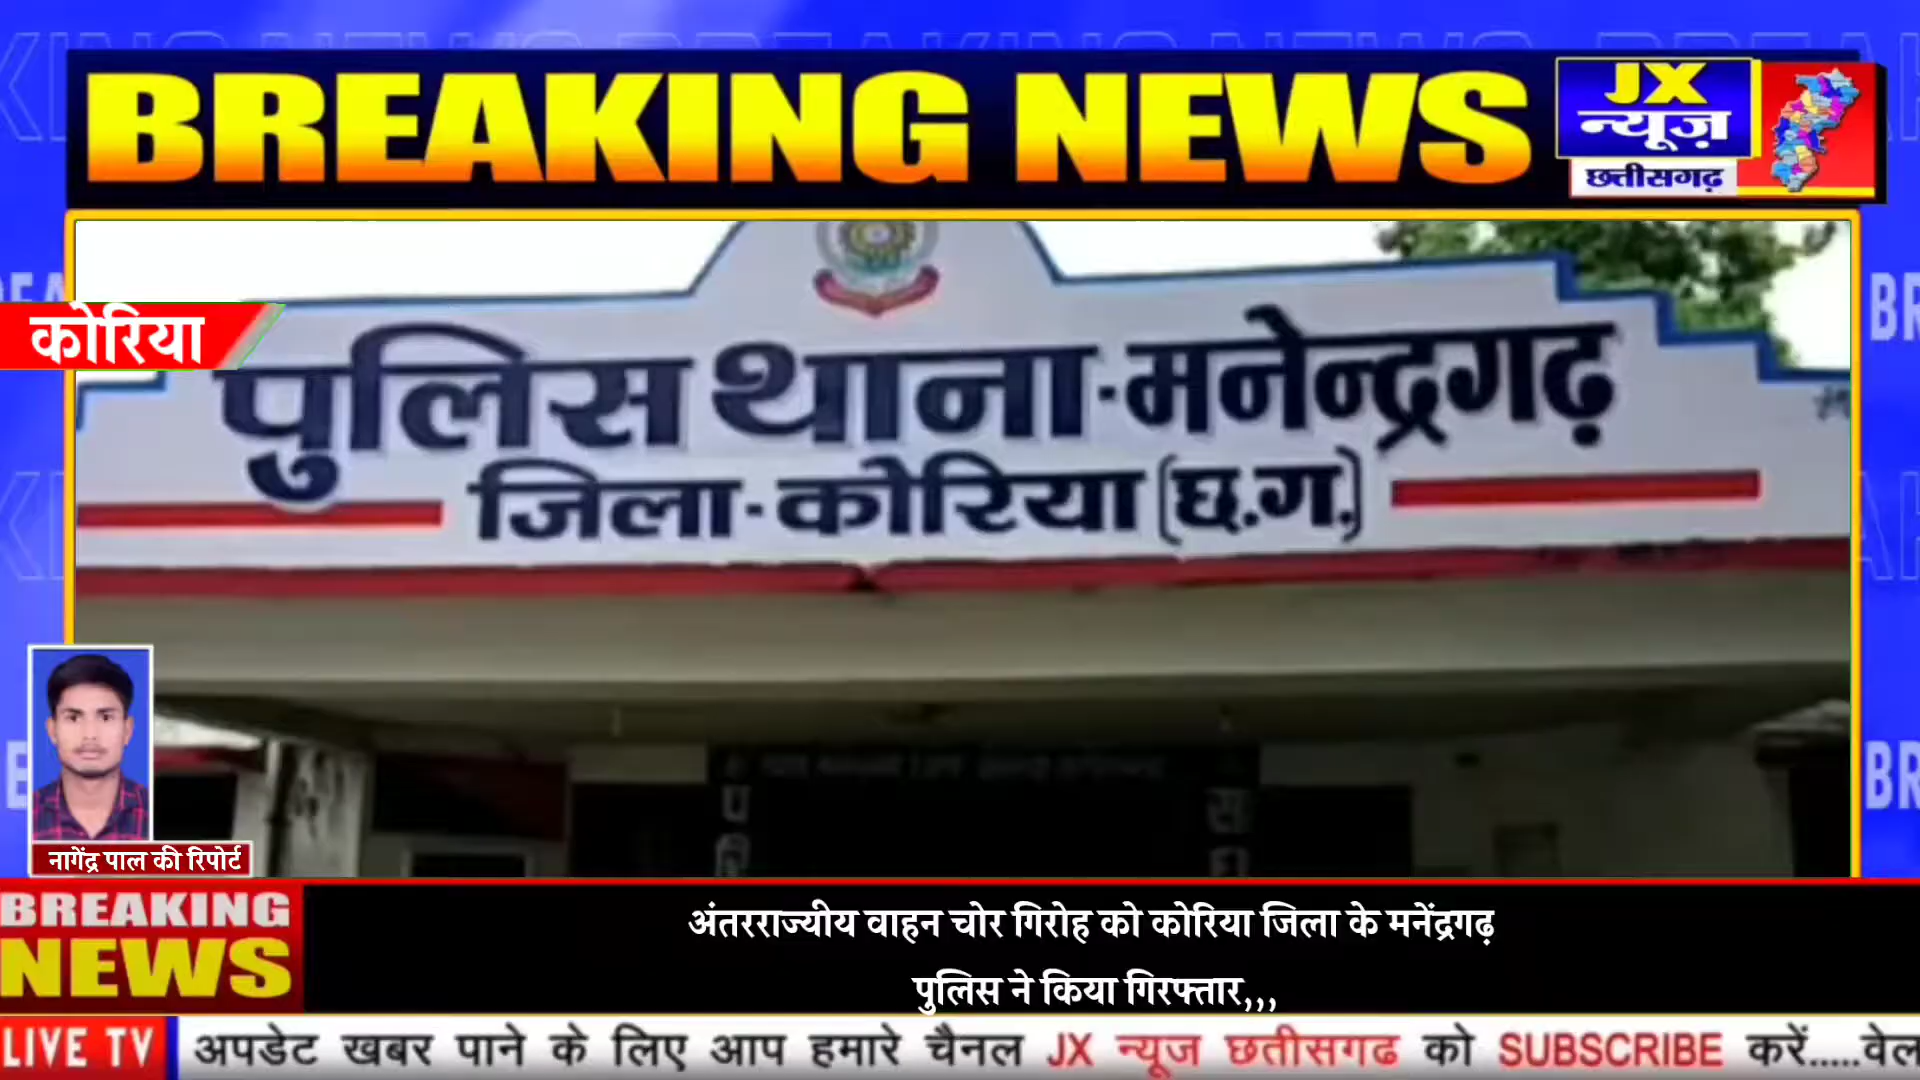 BREAKING NEWS
JX
न्यूज़
छत्तीसगढ़
कोरिया
पुलिस थाना-मनेन्द्रगढ़
जिला-कोरिया (छ.ग.)
नागेंद्र पाल की रिपोर्ट
BREAKING
NEWS
अंतरराज्यीय वाहन चोर गिरोह को कोरिया जिला के मनेंद्रगढ़
पुलिस ने किया गिरफ्तार,,,
LIVE TV
अपडेट खबर पाने के लिए आप हमारे चैनल JX न्यूज छतीसगढ को SUBSCRIBE करें.....वेल